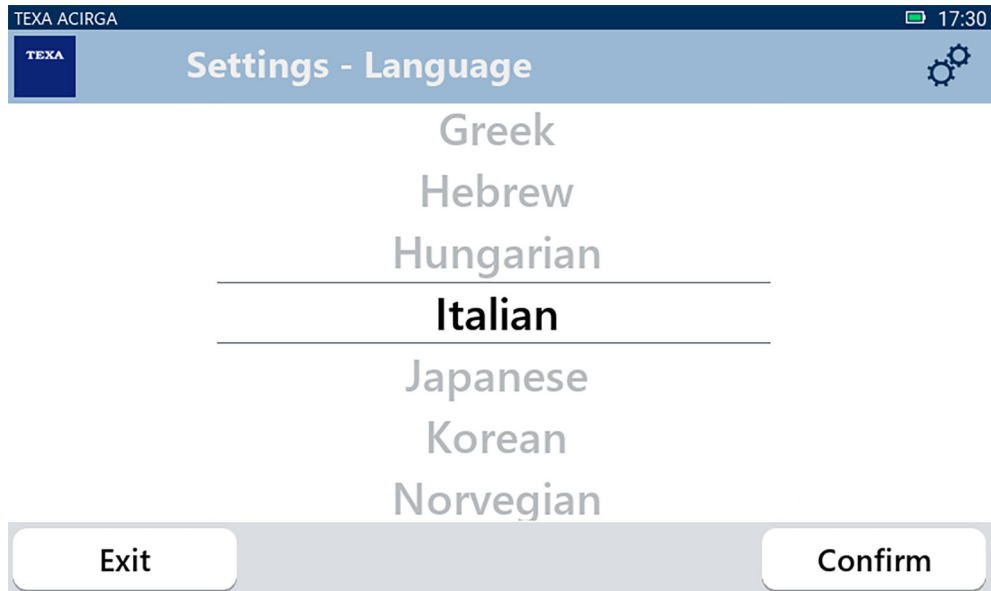 TEXA ACIRGA 17:30
TEXA
Settings - Language
Greek
Hebrew
Hungarian
Italian
Japanese
Korean
Norvegian
Exit Confirm